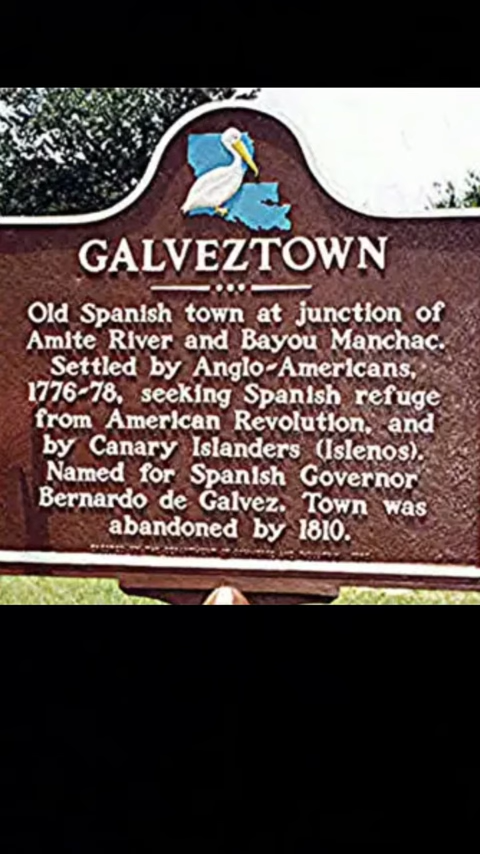 GALVEZTOWN
Old Spanish town at junction of
Amite River and Bayou Manchac.
Settled by Anglo-Americans,
1776-78, seeking Spanish refuge
from American Revolution, and
by Canary Islanders (Islenos).
Named for Spanish Governor
Bernardo de Galvez. Town was
abandoned by 1810.